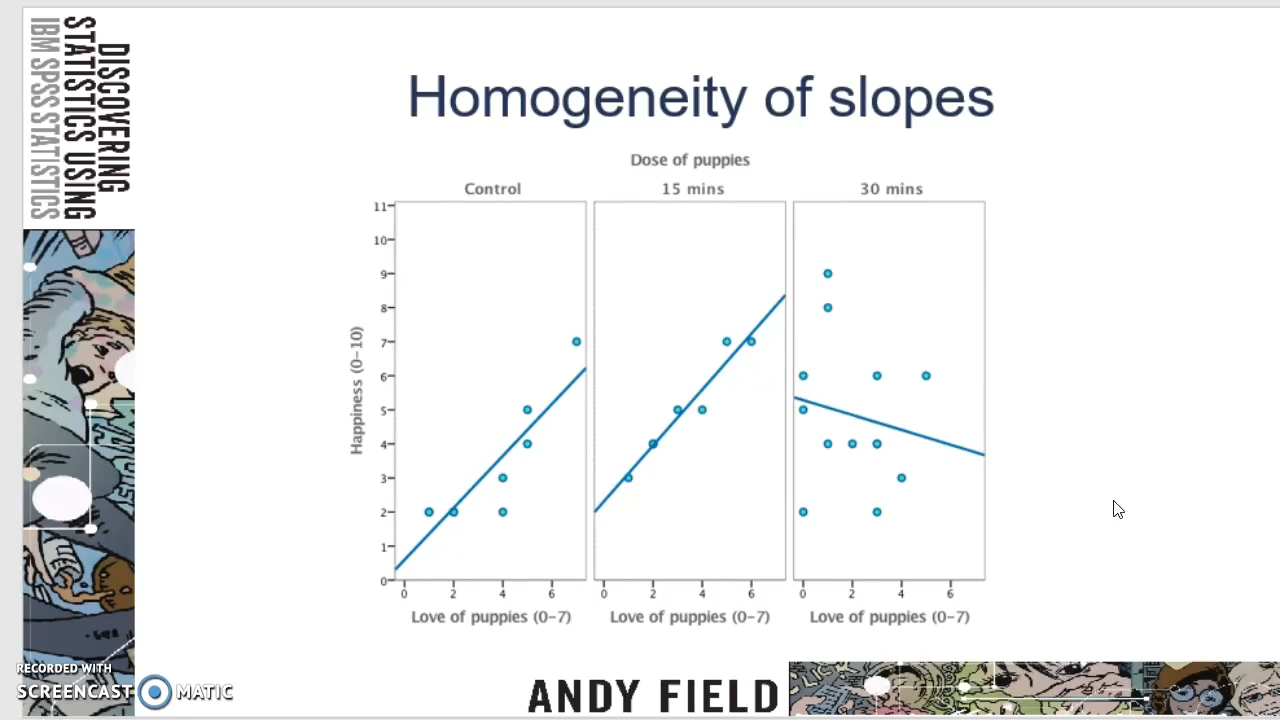 DISCOVERING
STATISTICS USING
IBM SPSS STATISTICS
Homogeneity of slopes
Dose of puppies
Control 15 mins 30 mins
11
10
9
8
7
6
5
4
3
2
1
0
Happiness (0–10)
0 2 4 6 0 2 4 6 0 2 4 6
Love of puppies (0–7) Love of puppies (0–7) Love of puppies (0–7)
RECORDED WITH
SCREENCAST MATIC
ANDY FIELD